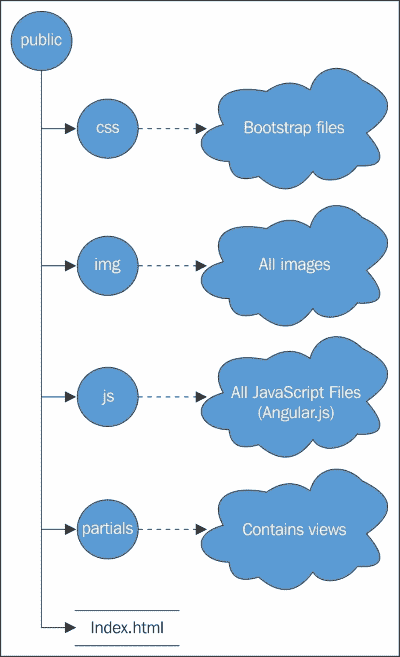 public
css
Bootstrap files
img
All images
js
All JavaScript Files
(Angular.js)
partials
Contains views
Index.html